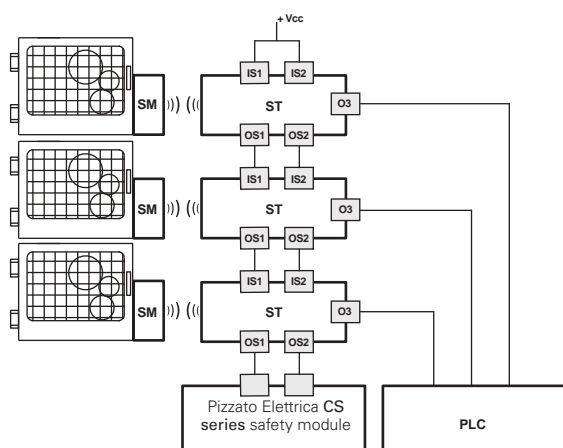 + Vcc
IS1 IS2
SM ST O3
OS1 OS2
IS1 IS2
SM ST O3
OS1 OS2
IS1 IS2
SM ST O3
OS1 OS2
Pizzato Elettrica CS
series safety module
PLC